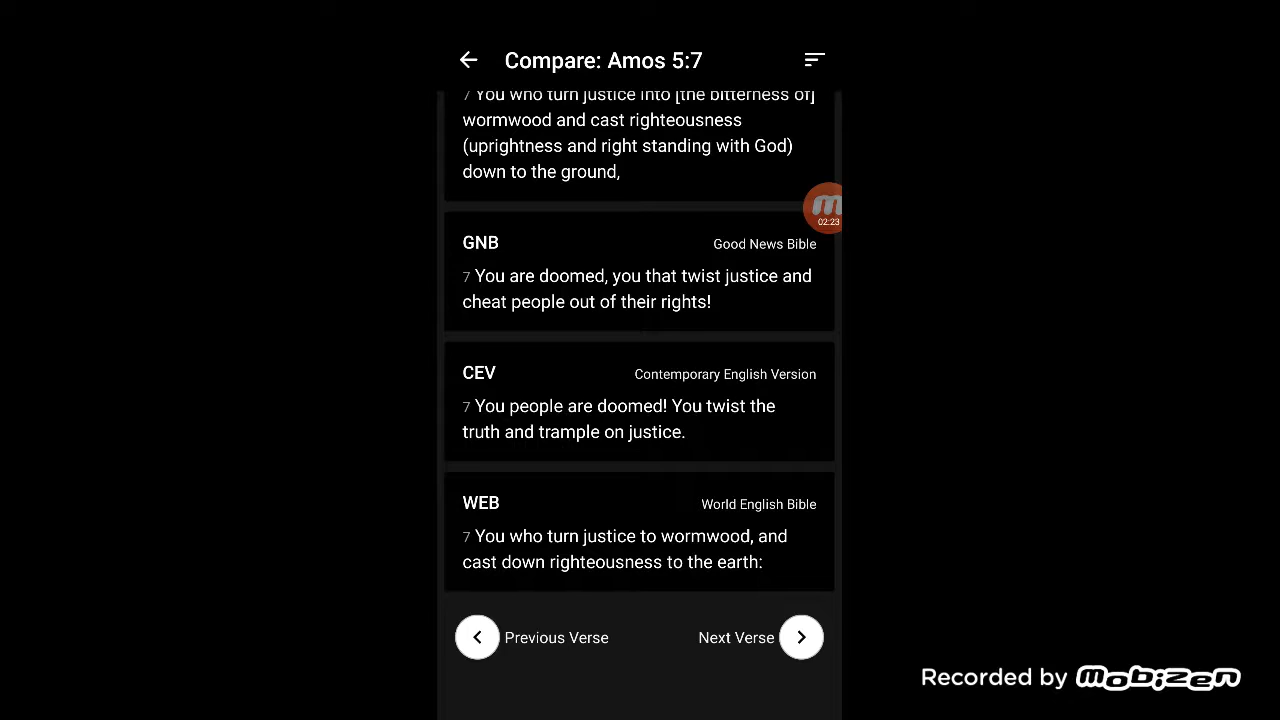 Compare: Amos 5:7
7 You who turn justice into [the bitterness of]
wormwood and cast righteousness
(uprightness and right standing with God)
down to the ground,
02:23
GNB
Good News Bible
7 You are doomed, you that twist justice and
cheat people out of their rights!
CEV
Contemporary English Version
7 You people are doomed! You twist the
truth and trample on justice.
WEB
World English Bible
7 You who turn justice to wormwood, and
cast down righteousness to the earth:
Previous Verse
Next Verse
Recorded by mobizen